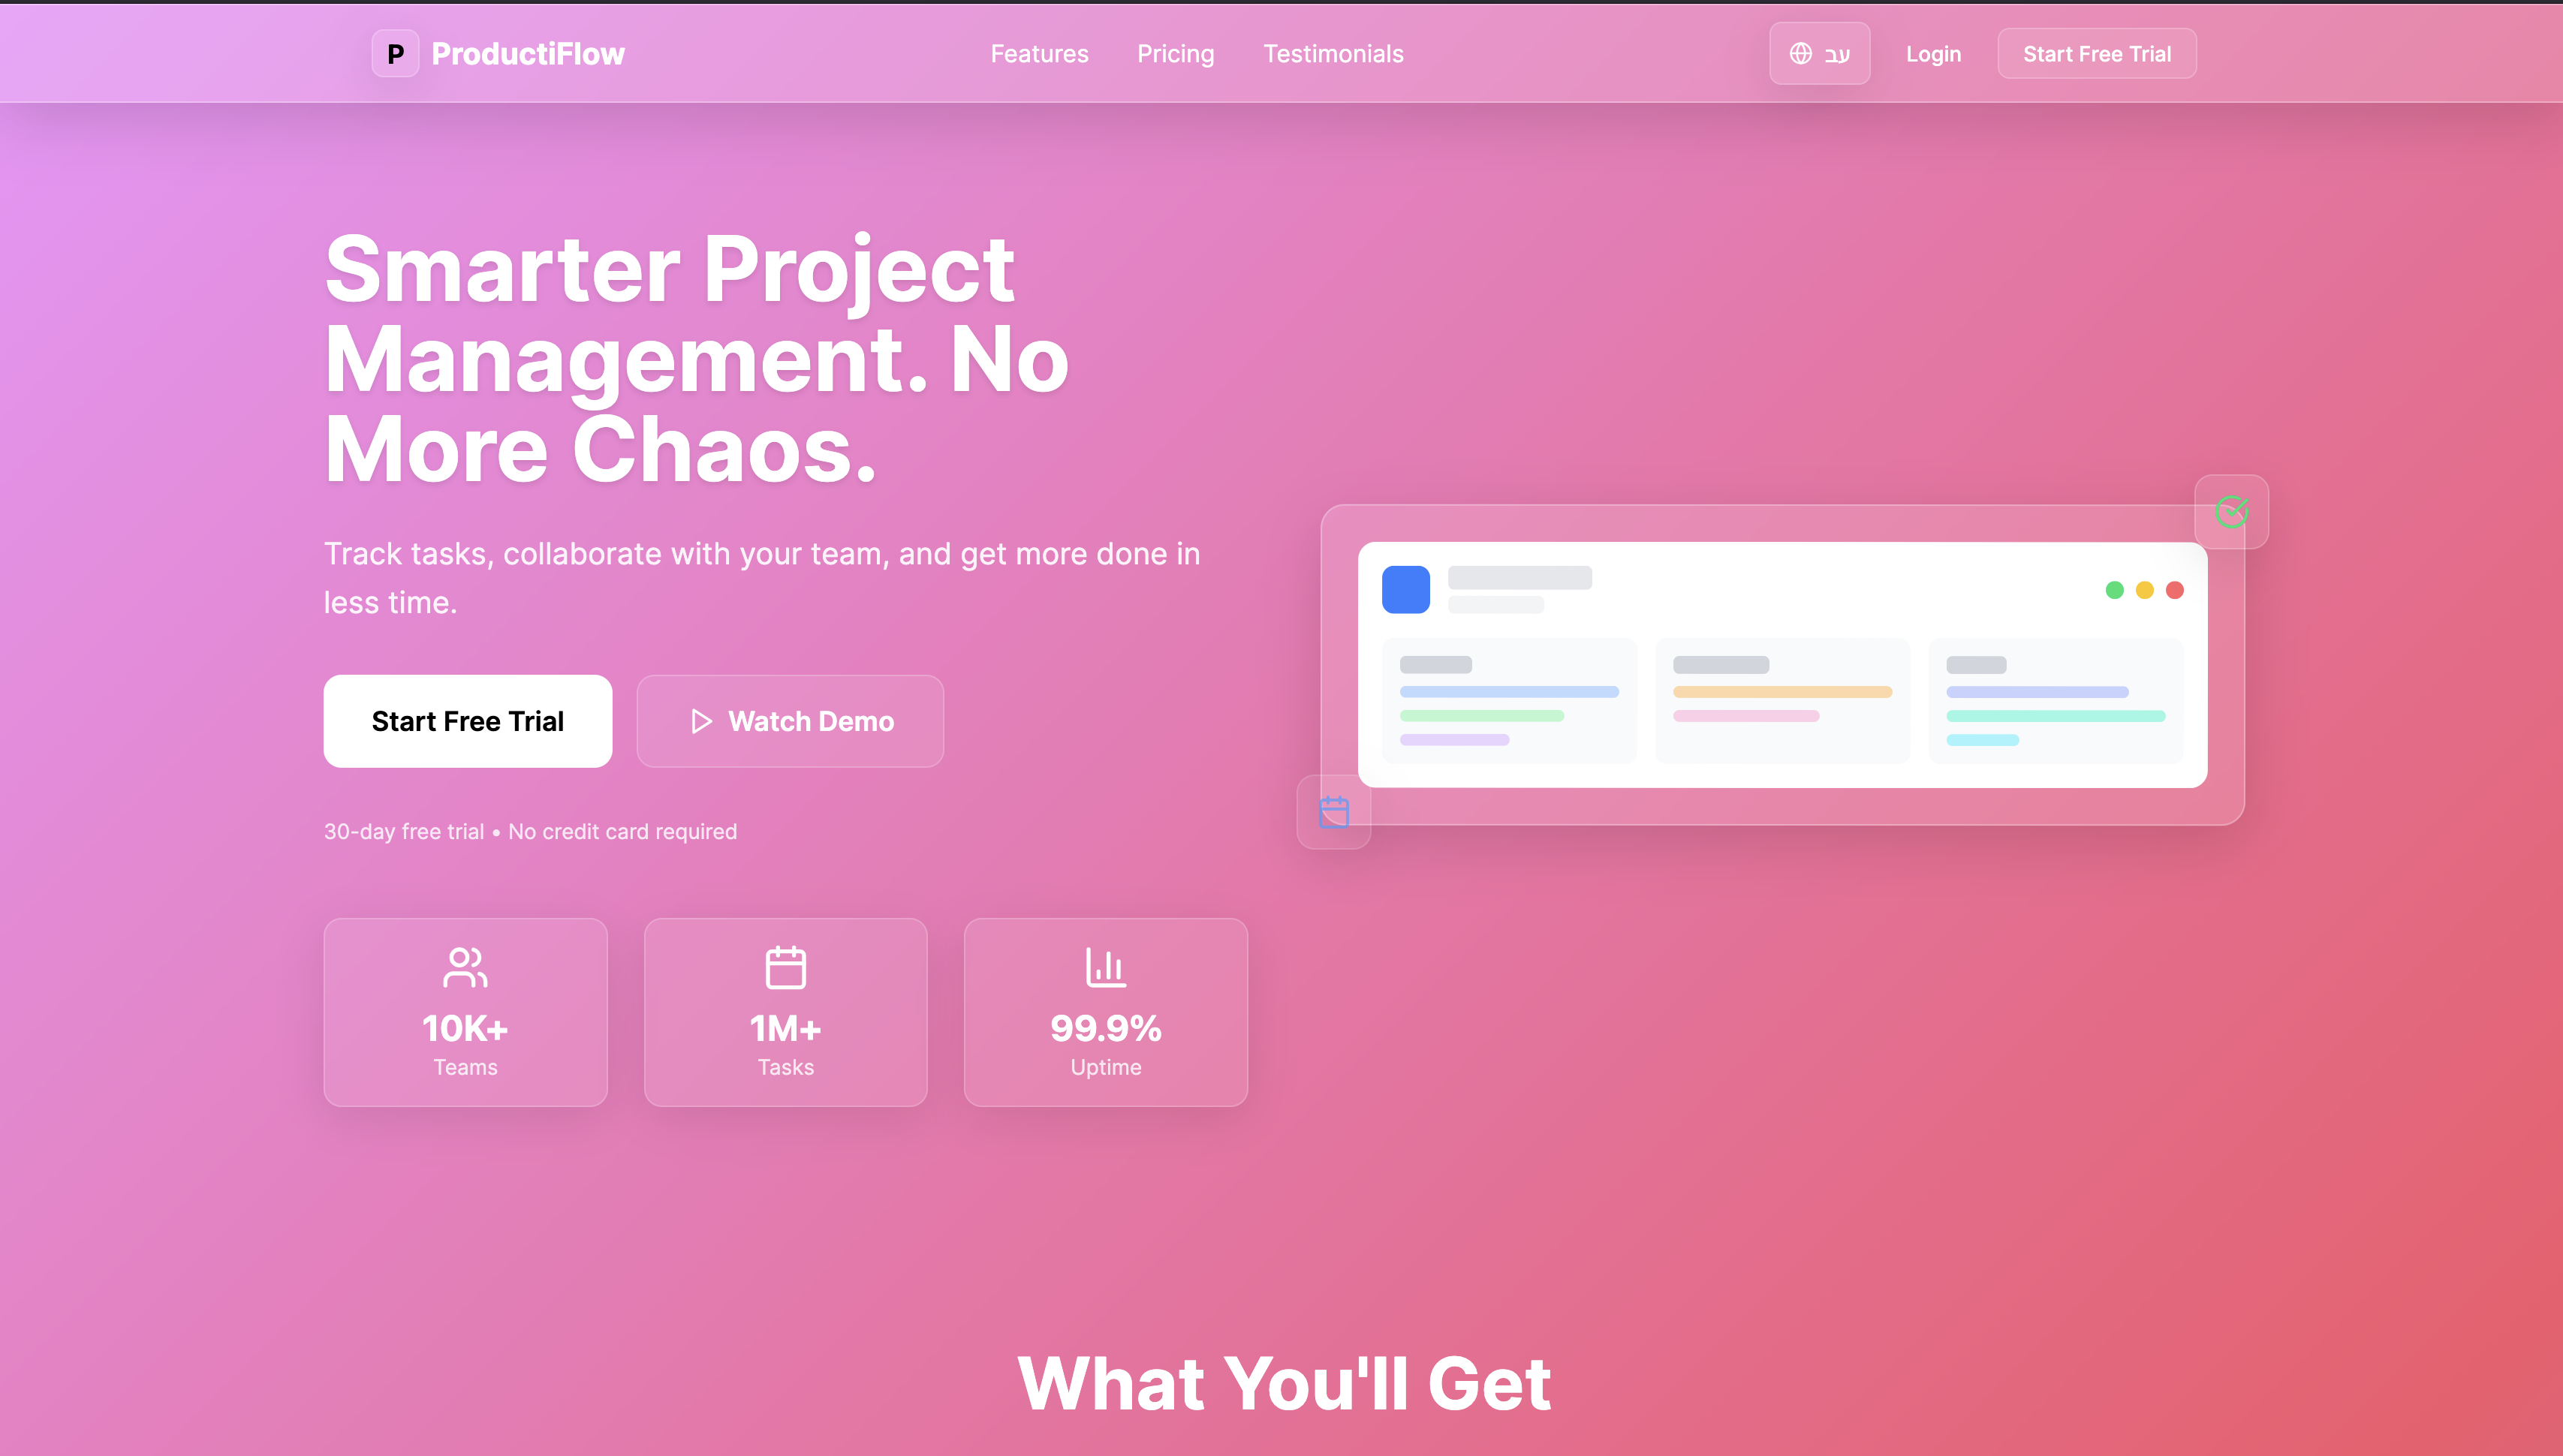 P ProductiFlow
Features Pricing Testimonials
עב
Login
Start Free Trial
Smarter Project
Management. No
More Chaos.
Track tasks, collaborate with your team, and get more done in
less time.
Start Free Trial
Watch Demo
30-day free trial • No credit card required
10K+
Teams
1M+
Tasks
99.9%
Uptime
What You'll Get